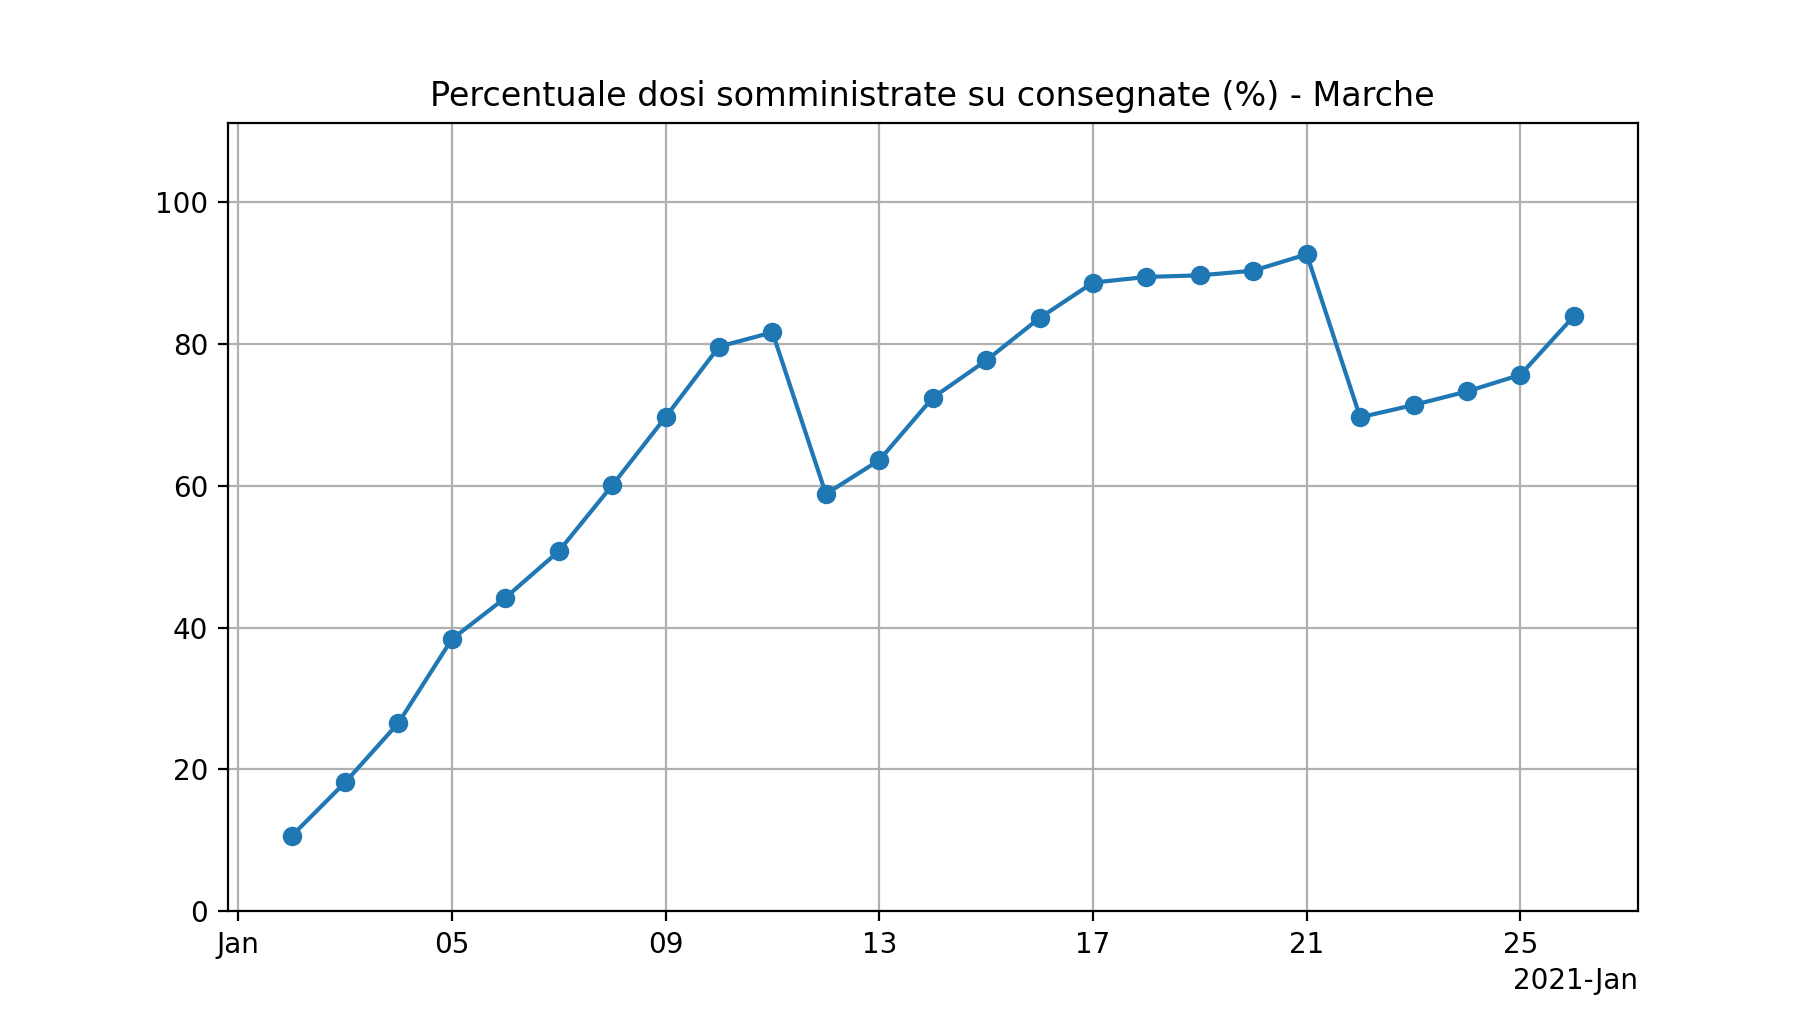 Percentuale dosi somministrate su consegnate (%) - Marche
100
80
60
40
20
0
Jan 05 09 13 17 21 25
2021-Jan